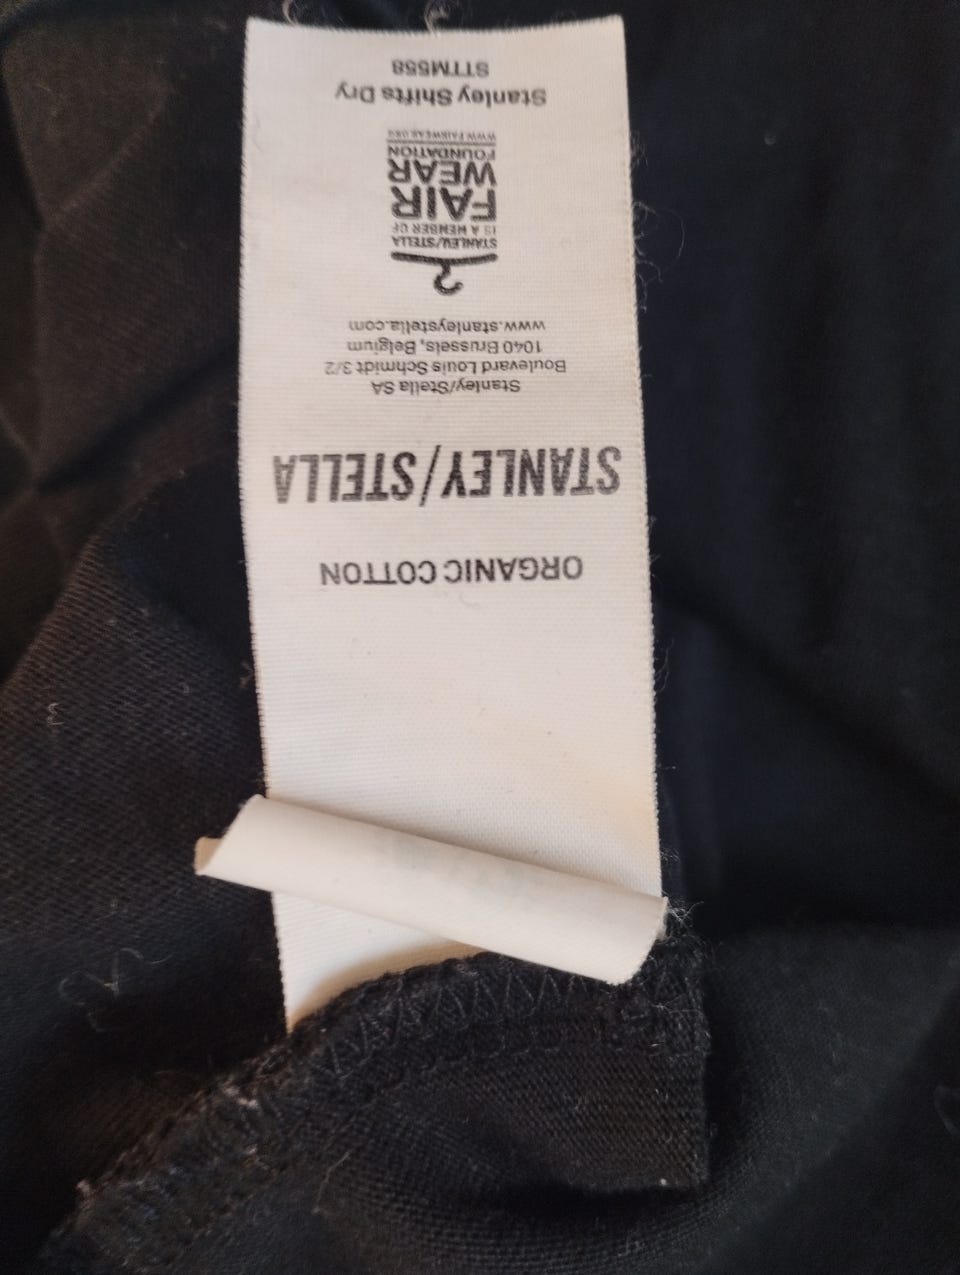 ORGANIC COTTON
STANLEY/STELLA
Stanley/Stella SA
Boulevard Louis Schmidt 3/2
1040 Brussels, Belgium
www.stanleystella.com
STANLEY/STELLA
IS A MEMBER OF
FAIR
WEAR
FOUNDATION
WWW.FAIRWEAR.ORG
Stanley Shifts Dry
STTM558